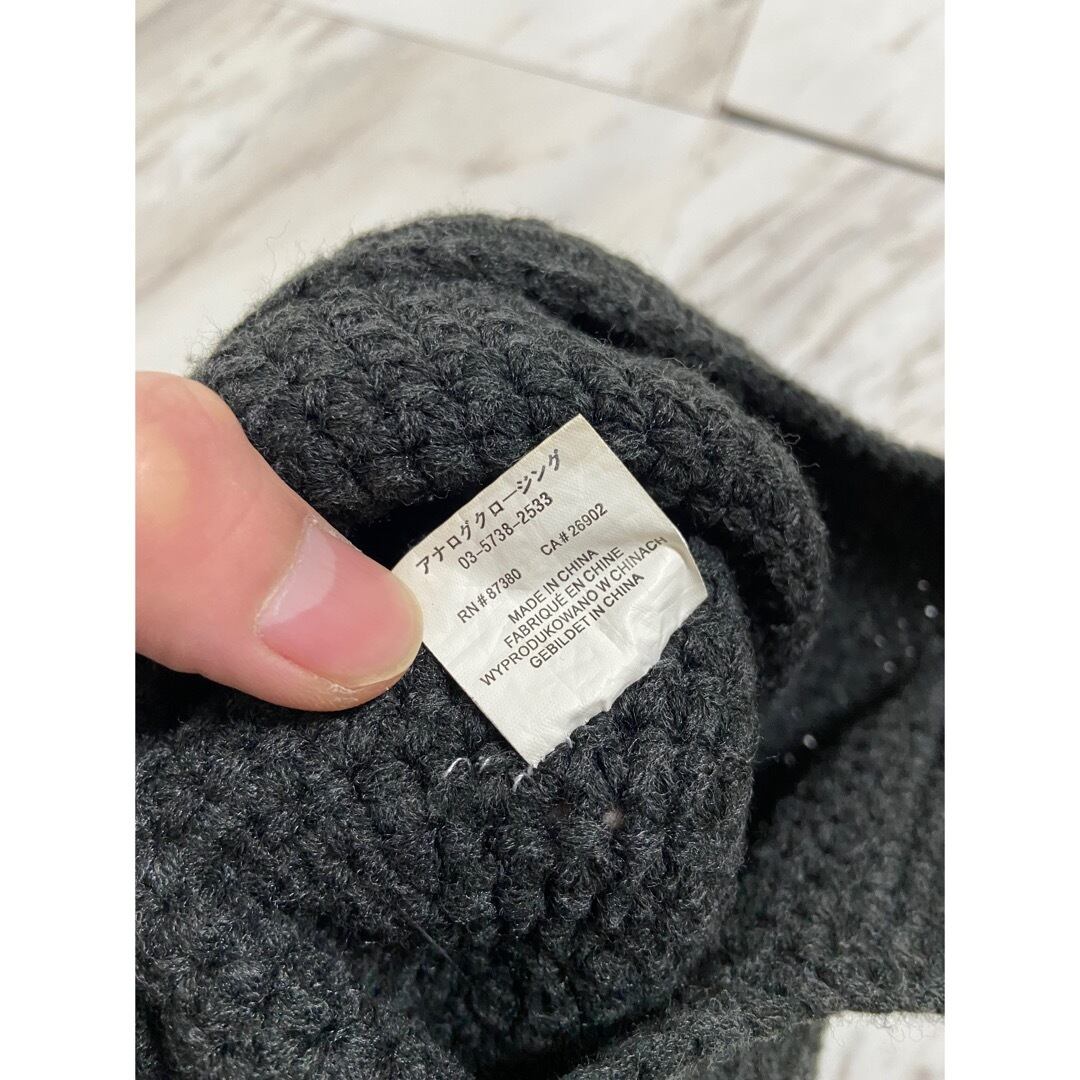 アナログクロージング
03-5738-2533
RN#87380 CA#26902
MADE IN CHINA
FABRIQUÉ EN CHINE
WYPRODUKOWANO W CHINACH
GEBILDET IN CHINA